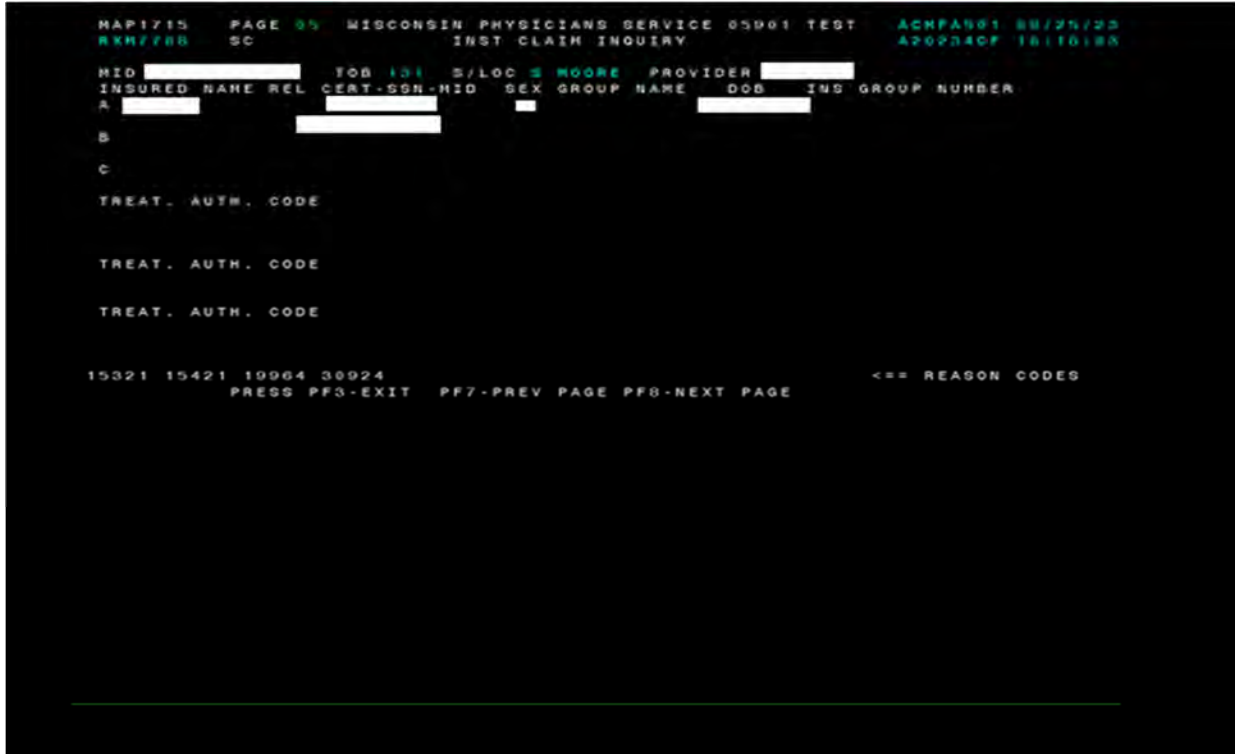 MAP1715 PAGE 05 WISCONSIN PHYSICIANS SERVICE 05901 TEST
SC INST CLAIM INQUIRY
MID TOB 131 S/LOC S MOORE PROVIDER
INSURED NAME REL CERT-SSN-MID SEX GROUP NAME DOB INS GROUP NUMBER
A
B
C
TREAT. AUTH. CODE
TREAT. AUTH. CODE
TREAT. AUTH. CODE
15321 15421 19964 30924 <== REASON CODES
PRESS PF3-EXIT PF7-PREV PAGE PF8-NEXT PAGE